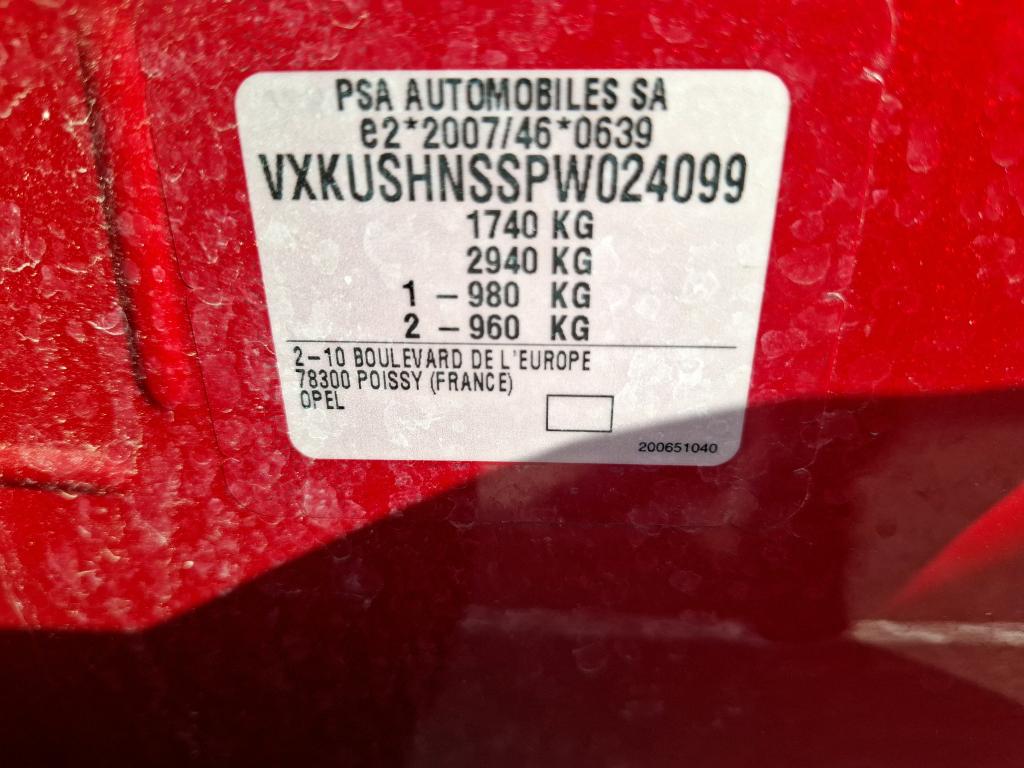 PSA AUTOMOBILES SA
e2*2007/46*0639
VXKUSHNSSPW024099
1740 KG
2940 KG
1 – 980 KG
2 – 960 KG
2–10 BOULEVARD DE L'EUROPE
78300 POISSY (FRANCE)
OPEL
200651040